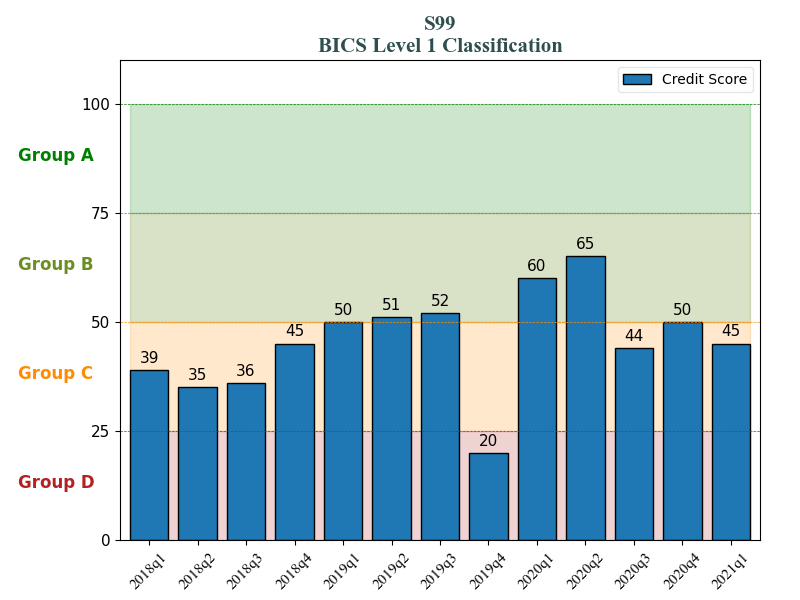 S99
BICS Level 1 Classification
Credit Score
100
Group A
75
Group B
65
60
50
51
52
50
50
45
44
45
39
35
36
Group C
25
20
Group D
0
2018q1 2018q2 2018q3 2018q4 2019q1 2019q2 2019q3 2019q4 2020q1 2020q2 2020q3 2020q4 2021q1